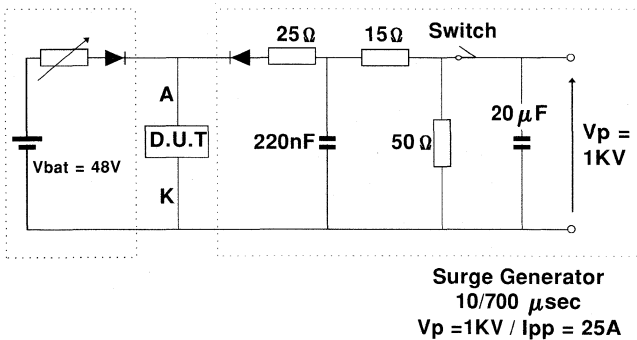 25Ω
15Ω
Switch
A
D.U.T
K
Vbat = 48V
220nF
50Ω
20µF
Vp =
1KV
Surge Generator
10/700 µsec
Vp =1KV / Ipp = 25A